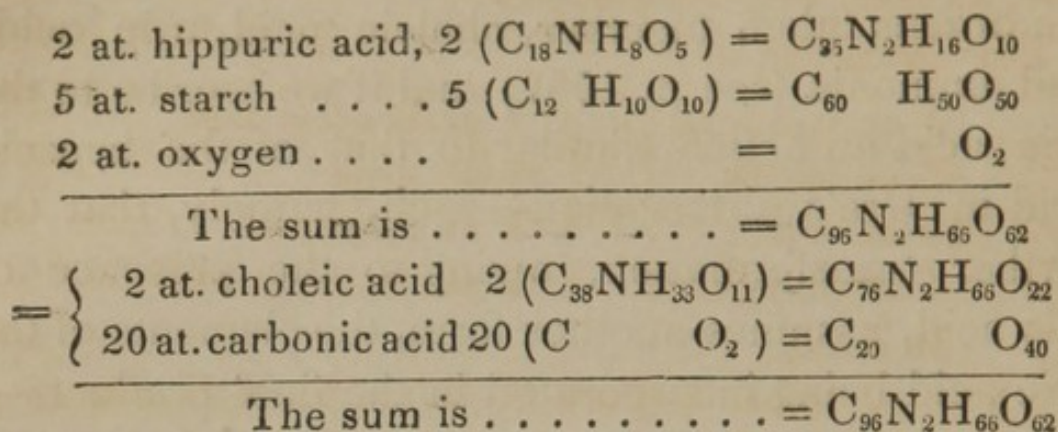 2 at. hippuric acid, 2 (C₁₈NH₈O₅) = C₃₅N₂H₁₆O₁₀
5 at. starch . . . . 5 (C₁₂ H₁₀O₁₀) = C₆₀ H₅₀O₅₀
2 at. oxygen . . . . = O₂
The sum is . . . . . . . . . . = C₉₆N₂H₆₆O₆₂
= { 2 at. choleic acid 2 (C₃₈NH₃₃O₁₁) = C₇₆N₂H₆₆O₂₂
20 at. carbonic acid 20 (C O₂ ) = C₂₀ O₄₀
The sum is . . . . . . . . . = C₉₆N₂H₆₆O₆₂